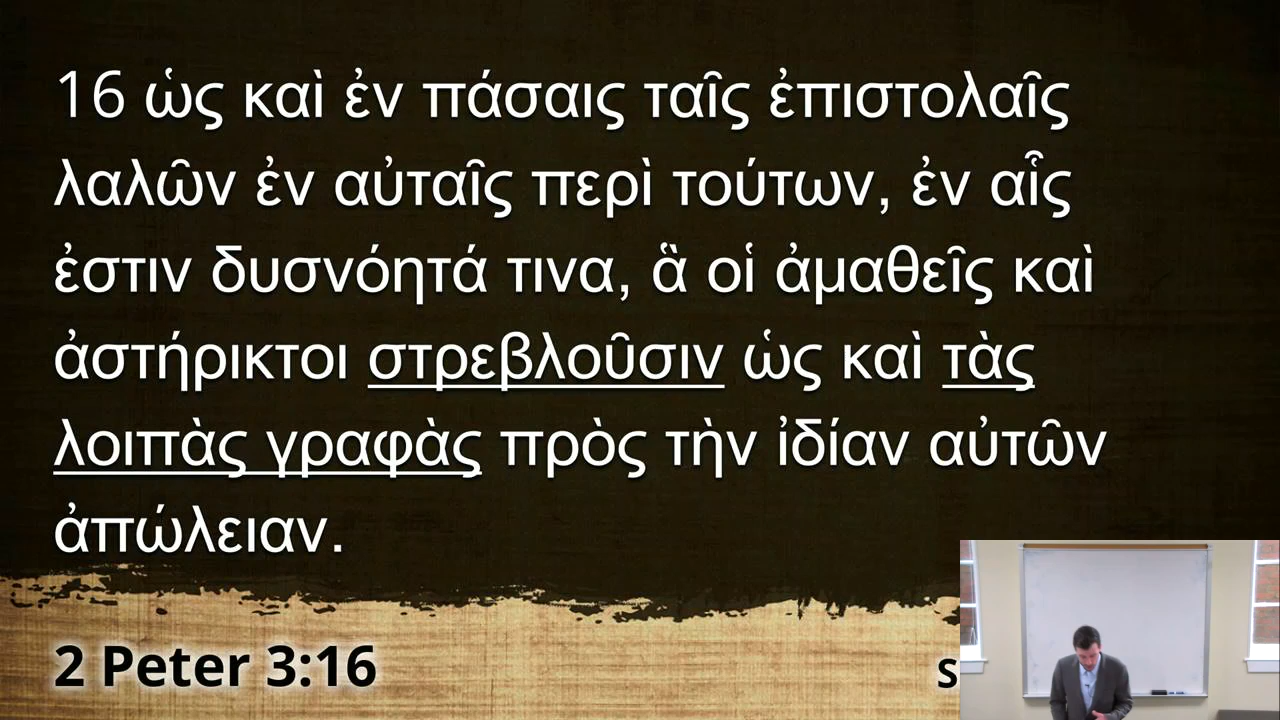 16 ὡς καὶ ἐν πάσαις ταῖς ἐπιστολαῖς
λαλῶν ἐν αὐταῖς περὶ τούτων, ἐν αἷς
ἐστιν δυσνόητά τινα, ἃ οἱ ἀμαθεῖς καὶ
ἀστήρικτοι στρεβλοῦσιν ὡς καὶ τὰς
λοιπὰς γραφὰς πρὸς τὴν ἰδίαν αὐτῶν
ἀπώλειαν.
2 Peter 3:16